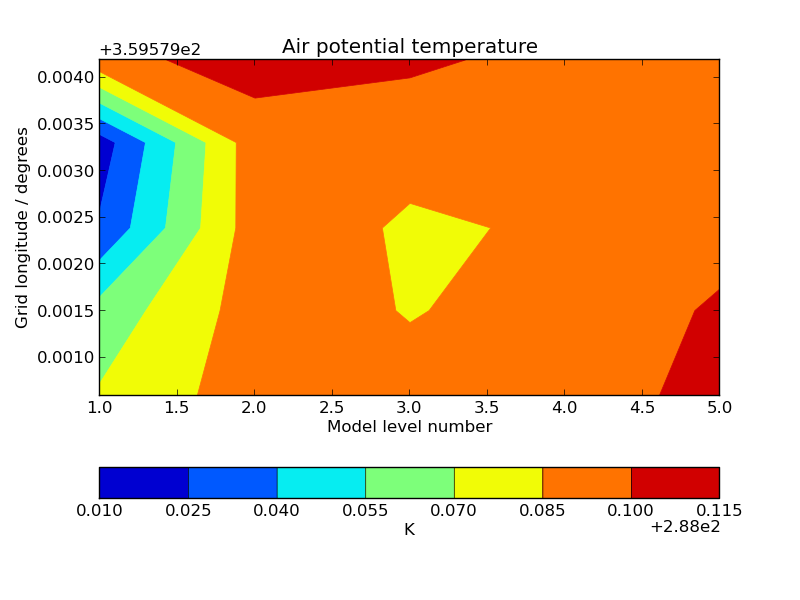 +3.59579e2
Air potential temperature
Grid longitude / degrees
0.0040
0.0035
0.0030
0.0025
0.0020
0.0015
0.0010
1.0 1.5 2.0 2.5 3.0 3.5 4.0 4.5 5.0
Model level number
0.010 0.025 0.040 0.055 0.070 0.085 0.100 0.115
+2.88e2
K